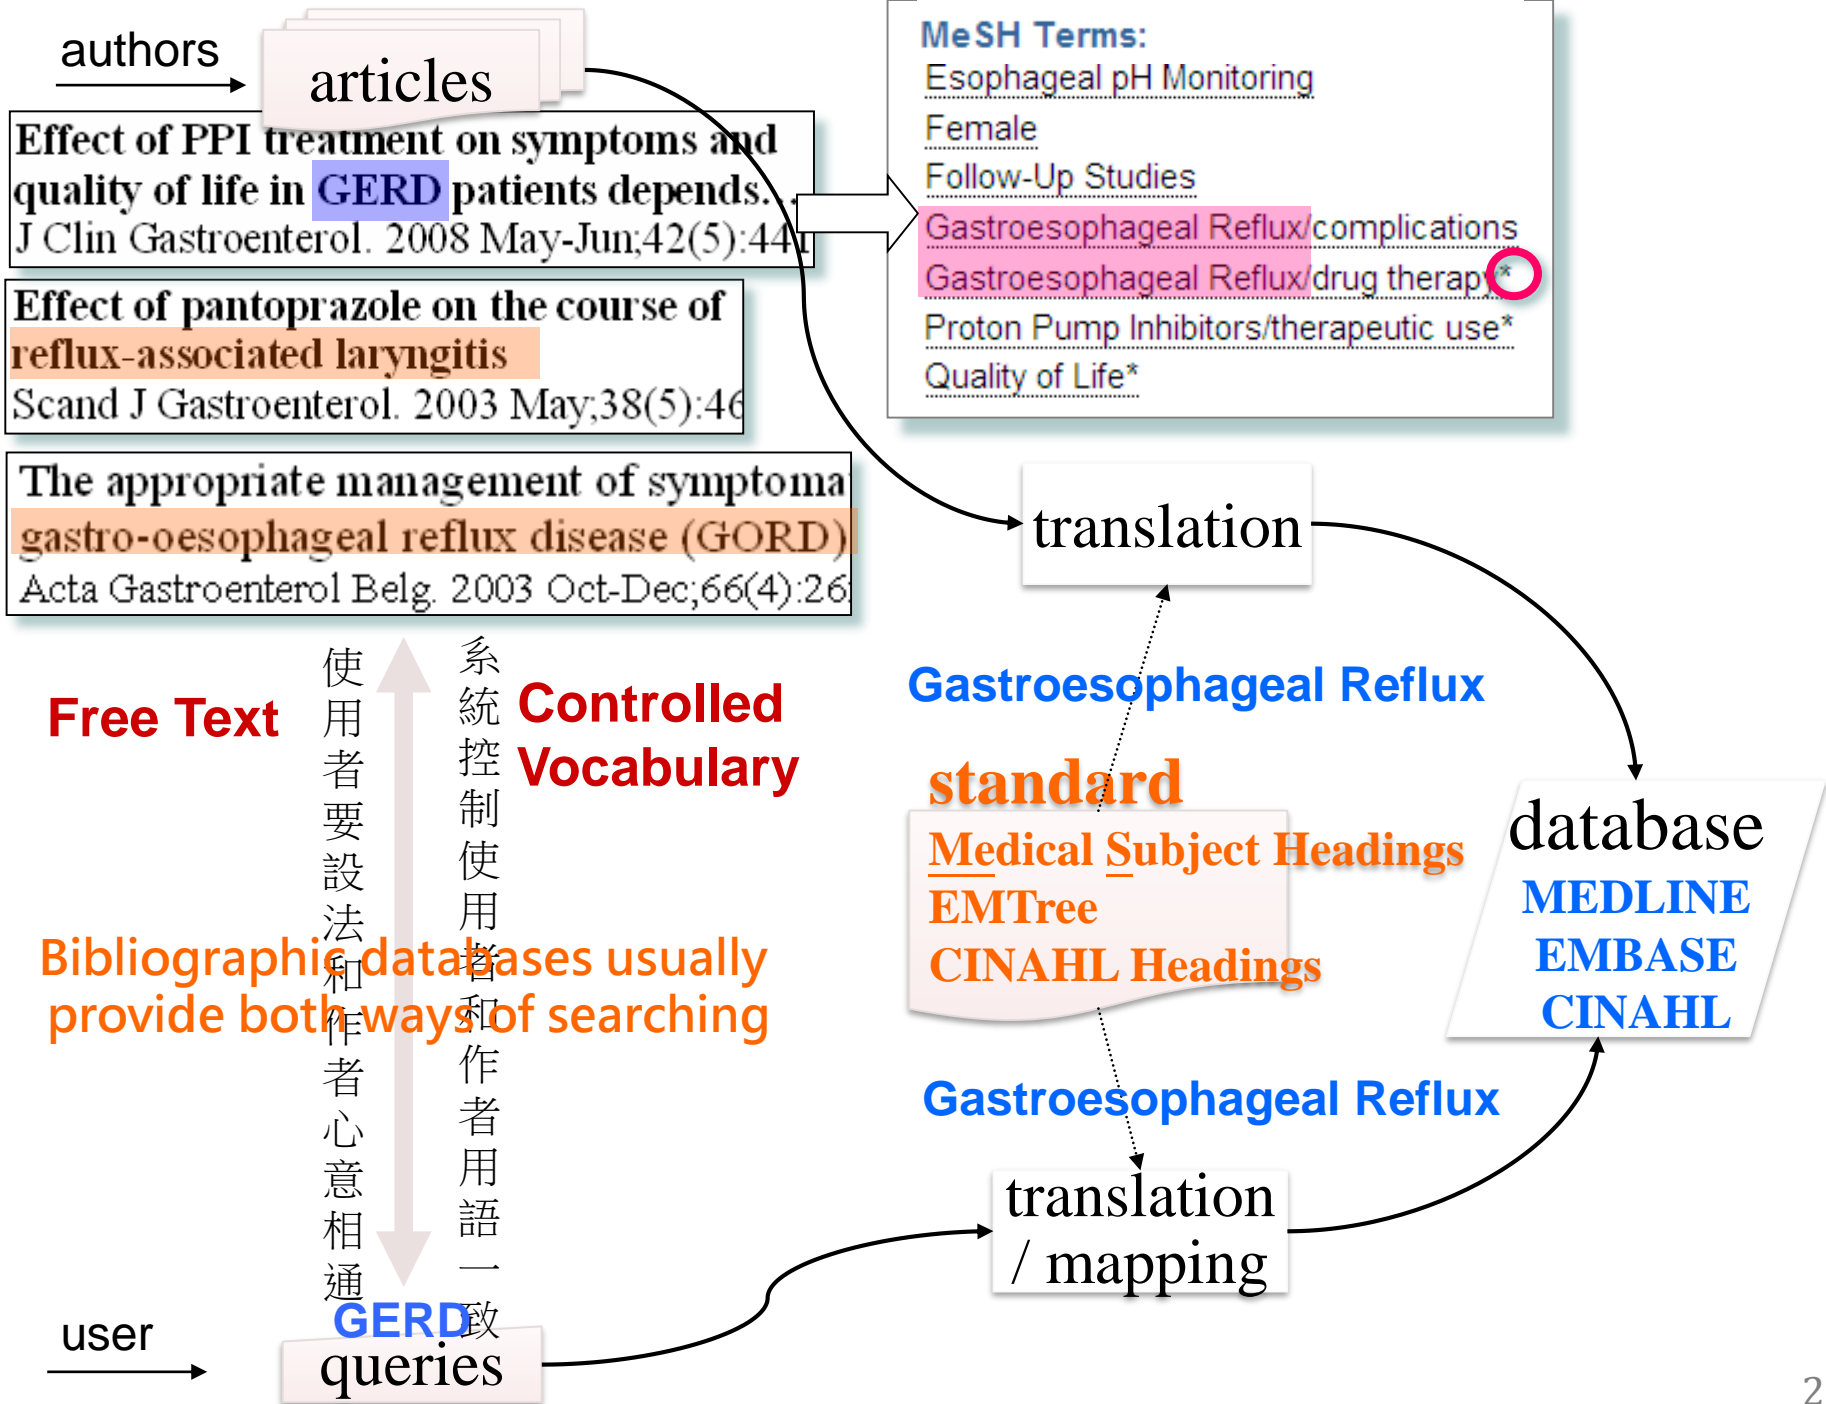 authors
articles
Effect of PPI treatment on symptoms and
quality of life in GERD patients depends…
J Clin Gastroenterol. 2008 May-Jun;42(5):441
Effect of pantoprazole on the course of
reflux-associated laryngitis
Scand J Gastroenterol. 2003 May;38(5):46
The appropriate management of symptoma
gastro-oesophageal reflux disease (GORD)
Acta Gastroenterol Belg. 2003 Oct-Dec;66(4):26
MeSH Terms:
Esophageal pH Monitoring
Female
Follow-Up Studies
Gastroesophageal Reflux/complications
Gastroesophageal Reflux/drug therapy*
Proton Pump Inhibitors/therapeutic use*
Quality of Life*
translation
Free Text
使用者要設法和作者心意相通
系統控制使用者和作者用語一致
Controlled
Vocabulary
Gastroesophageal Reflux
standard
Medical Subject Headings
EMTree
CINAHL Headings
database
MEDLINE
EMBASE
CINAHL
Bibliographic databases usually
provide both ways of searching
Gastroesophageal Reflux
translation
/ mapping
user
GERD
queries
2